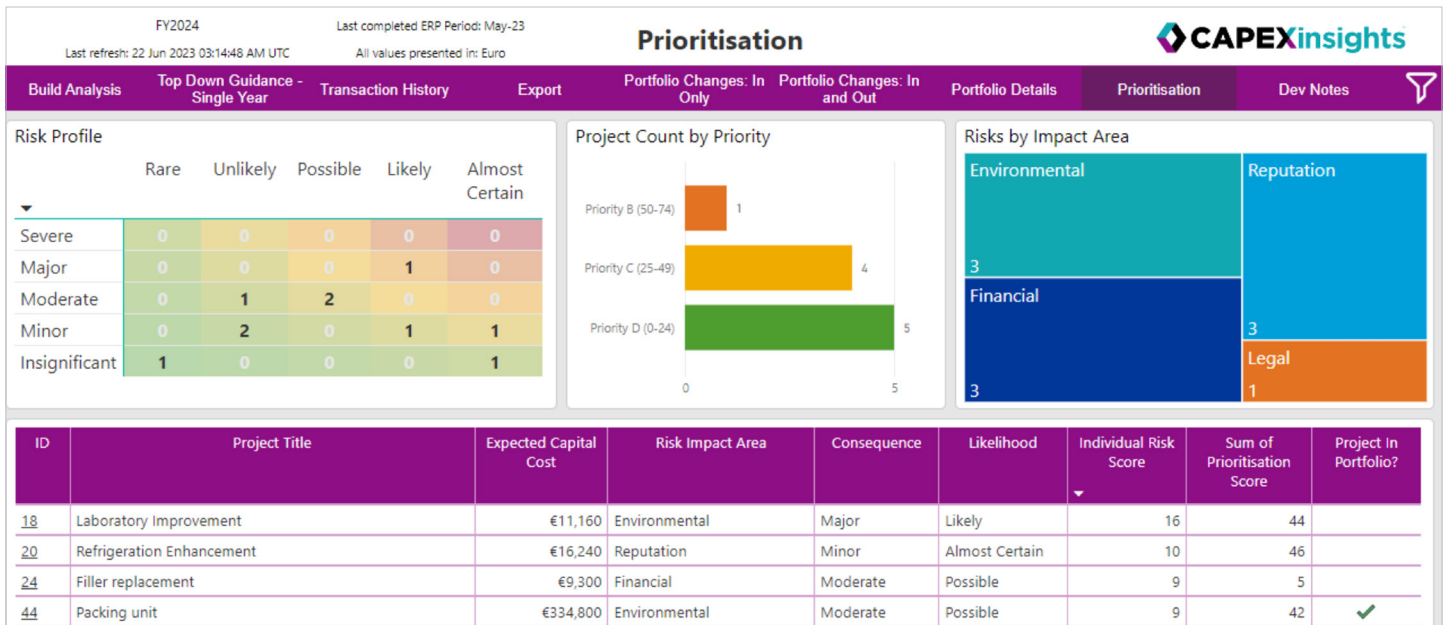 FY2024
Last completed ERP Period: May-23
Last refresh: 22 Jun 2023 03:14:48 AM UTC
All values presented in: Euro
Prioritisation
CAPEXinsights
Build Analysis
Top Down Guidance -
Single Year
Transaction History
Export
Portfolio Changes: In
Only
Portfolio Changes: In
and Out
Portfolio Details
Prioritisation
Dev Notes
Risk Profile
Rare Unlikely Possible Likely Almost
Certain
Severe 0 0 0 0 0
Major 0 0 0 1 0
Moderate 0 1 2 0 0
Minor 0 2 0 1 1
Insignificant 1 0 0 0 1
Project Count by Priority
Priority B (50-74) 1
Priority C (25-49) 4
Priority D (0-24) 5
0 5
Risks by Impact Area
Environmental
3
Financial
3
Reputation
3
Legal
1
ID
Project Title
Expected Capital
Cost
Risk Impact Area
Consequence
Likelihood
Individual Risk
Score
Sum of
Prioritisation
Score
Project In
Portfolio?
18 Laboratory Improvement €11,160 Environmental Major Likely 16 44
20 Refrigeration Enhancement €16,240 Reputation Minor Almost Certain 10 46
24 Filler replacement €9,300 Financial Moderate Possible 9 5
44 Packing unit €334,800 Environmental Moderate Possible 9 42